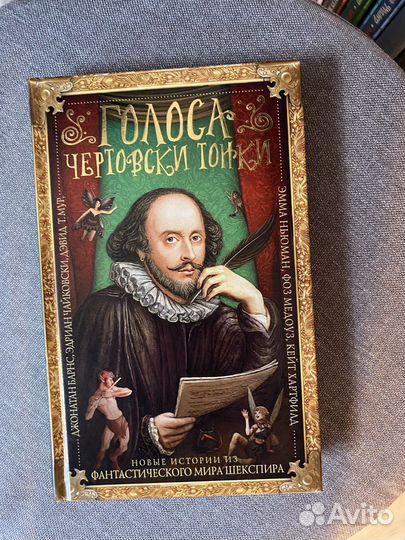 ГОЛОСА
ЧЕРТОВСКИ ТОНКИ
ДЖОНАТАН БАРНС, ЭДРИАН ЧАЙКОВСКИ, ДЭВИД Т. МУР,
ЭММА НЬЮМАН, ФОЗ МЕДОУЗ, КЕЙТ ХАРТФИЛД
НОВЫЕ ИСТОРИИ ИЗ
ФАНТАСТИЧЕСКОГО МИРА ШЕКСПИРА
Avito